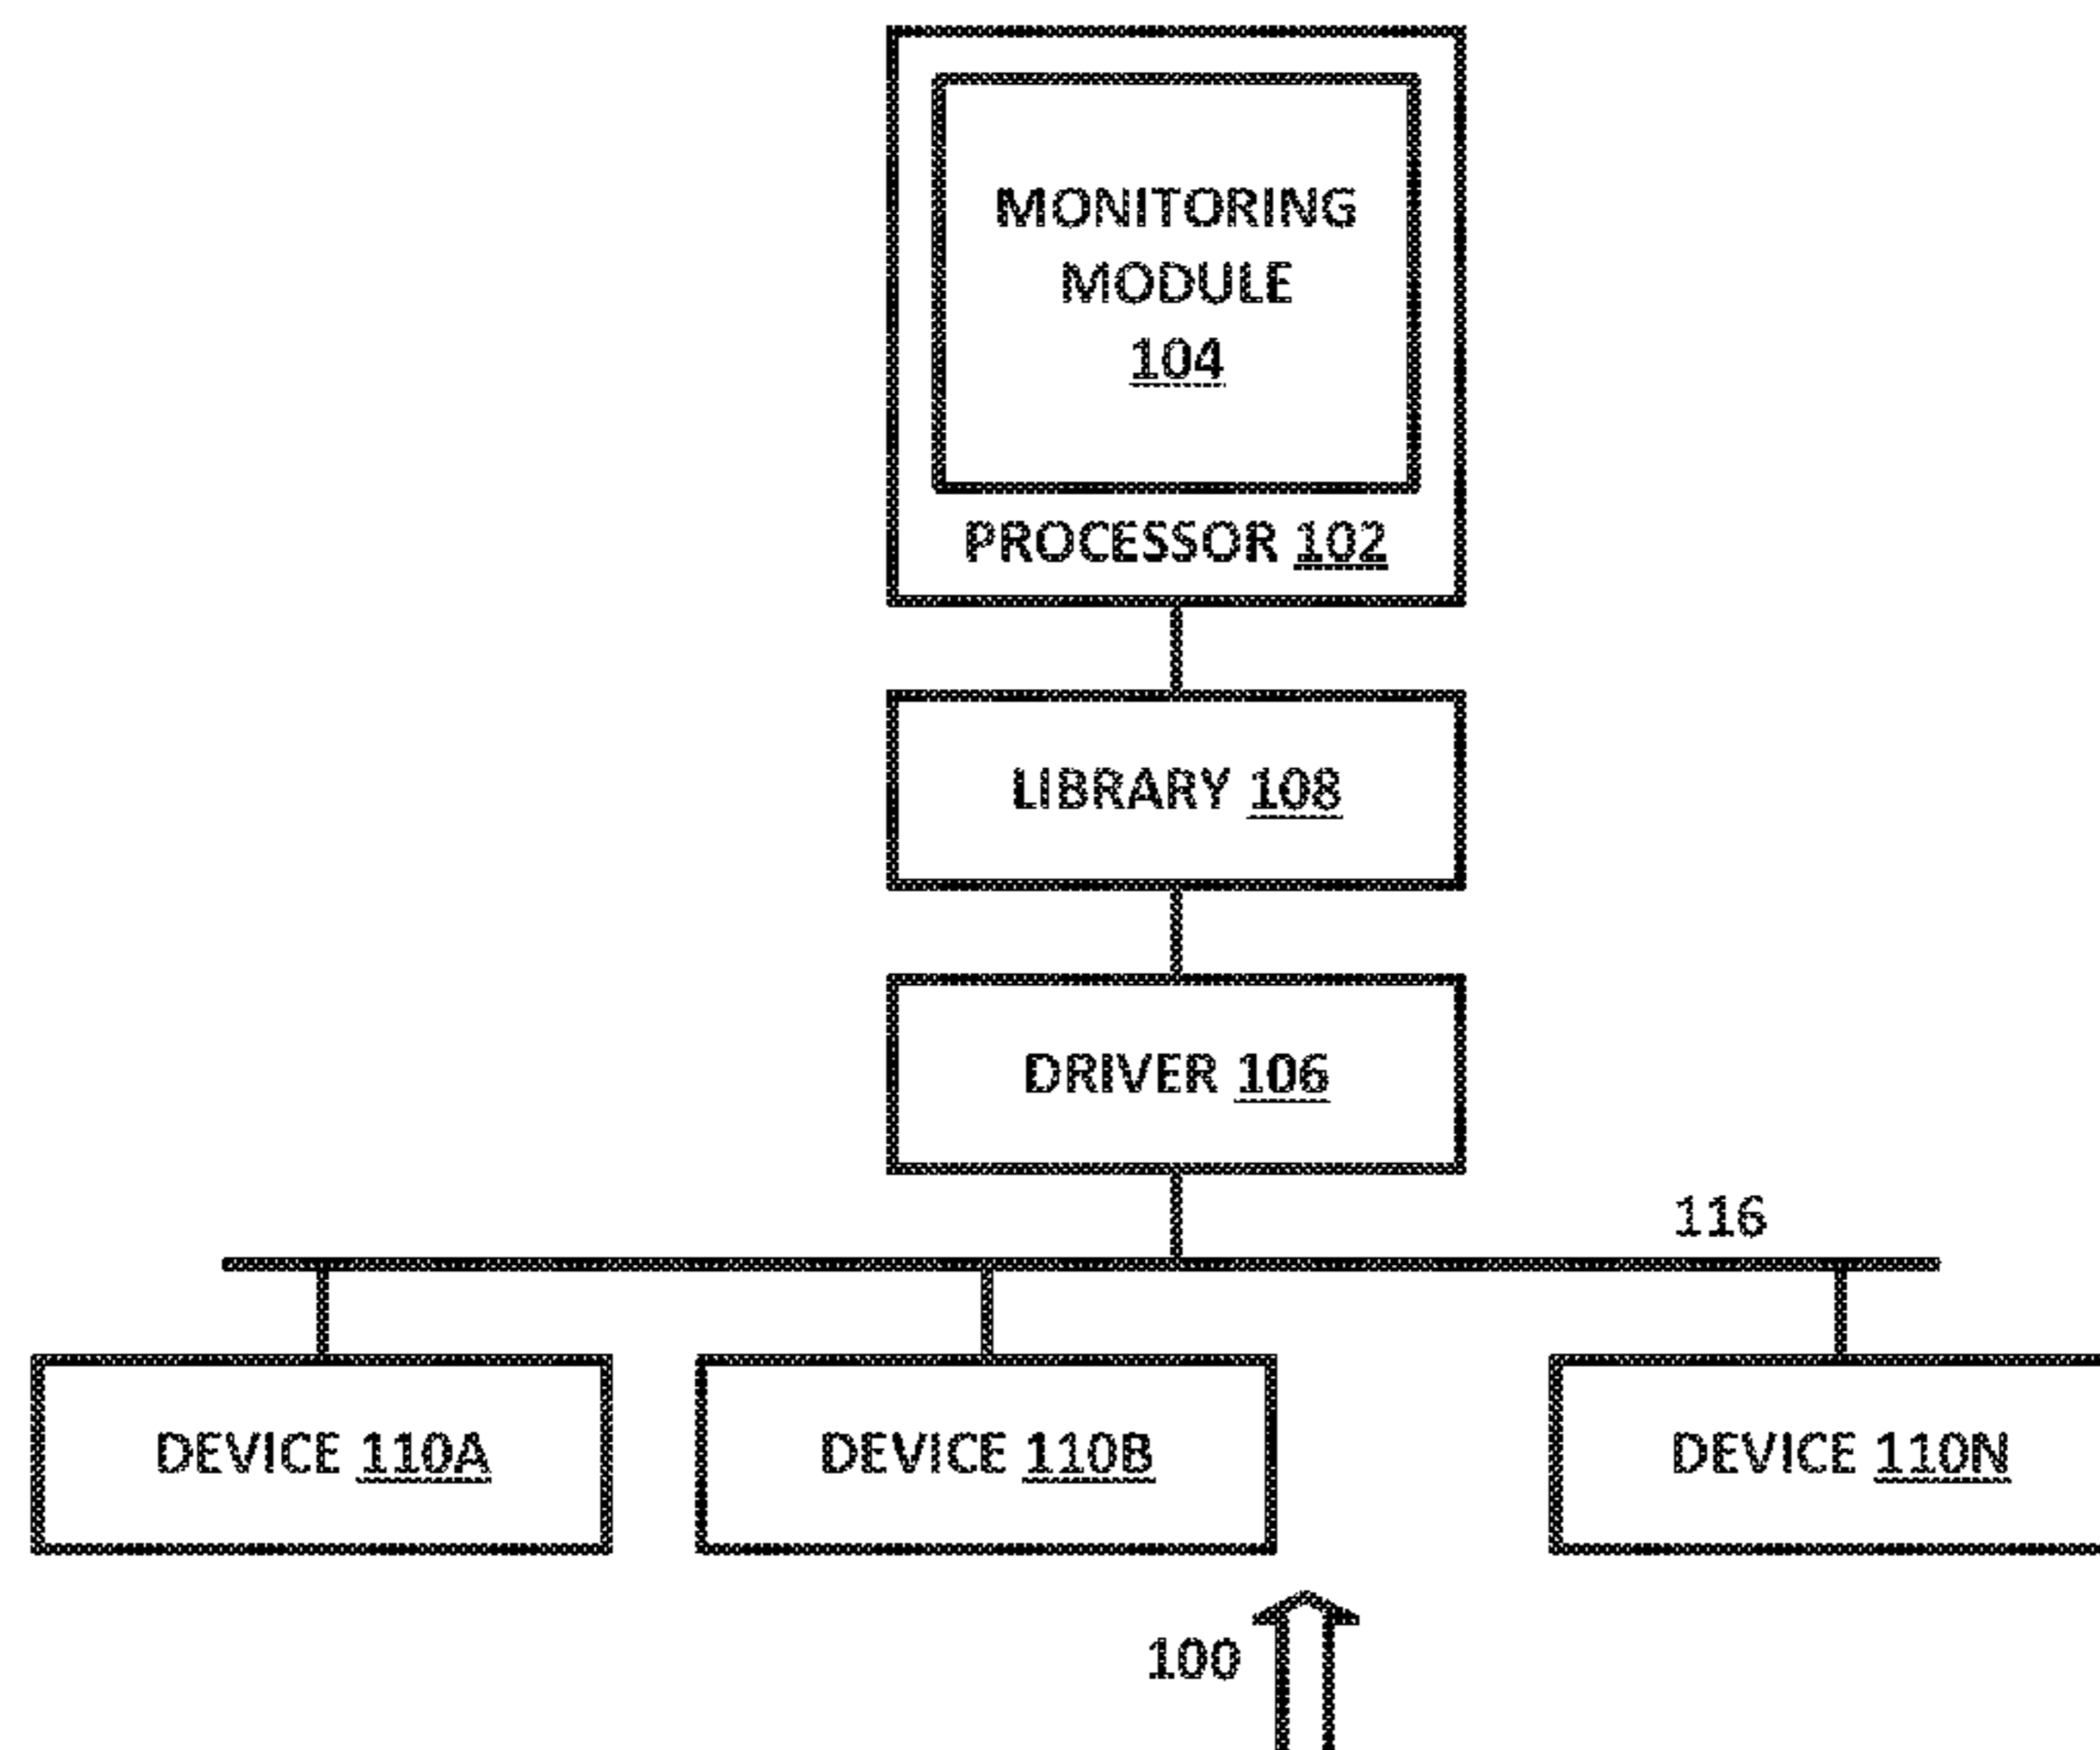 MONITORING
MODULE
104
PROCESSOR 102
LIBRARY 108
DRIVER 106
116
DEVICE 110A
DEVICE 110B
DEVICE 110N
100